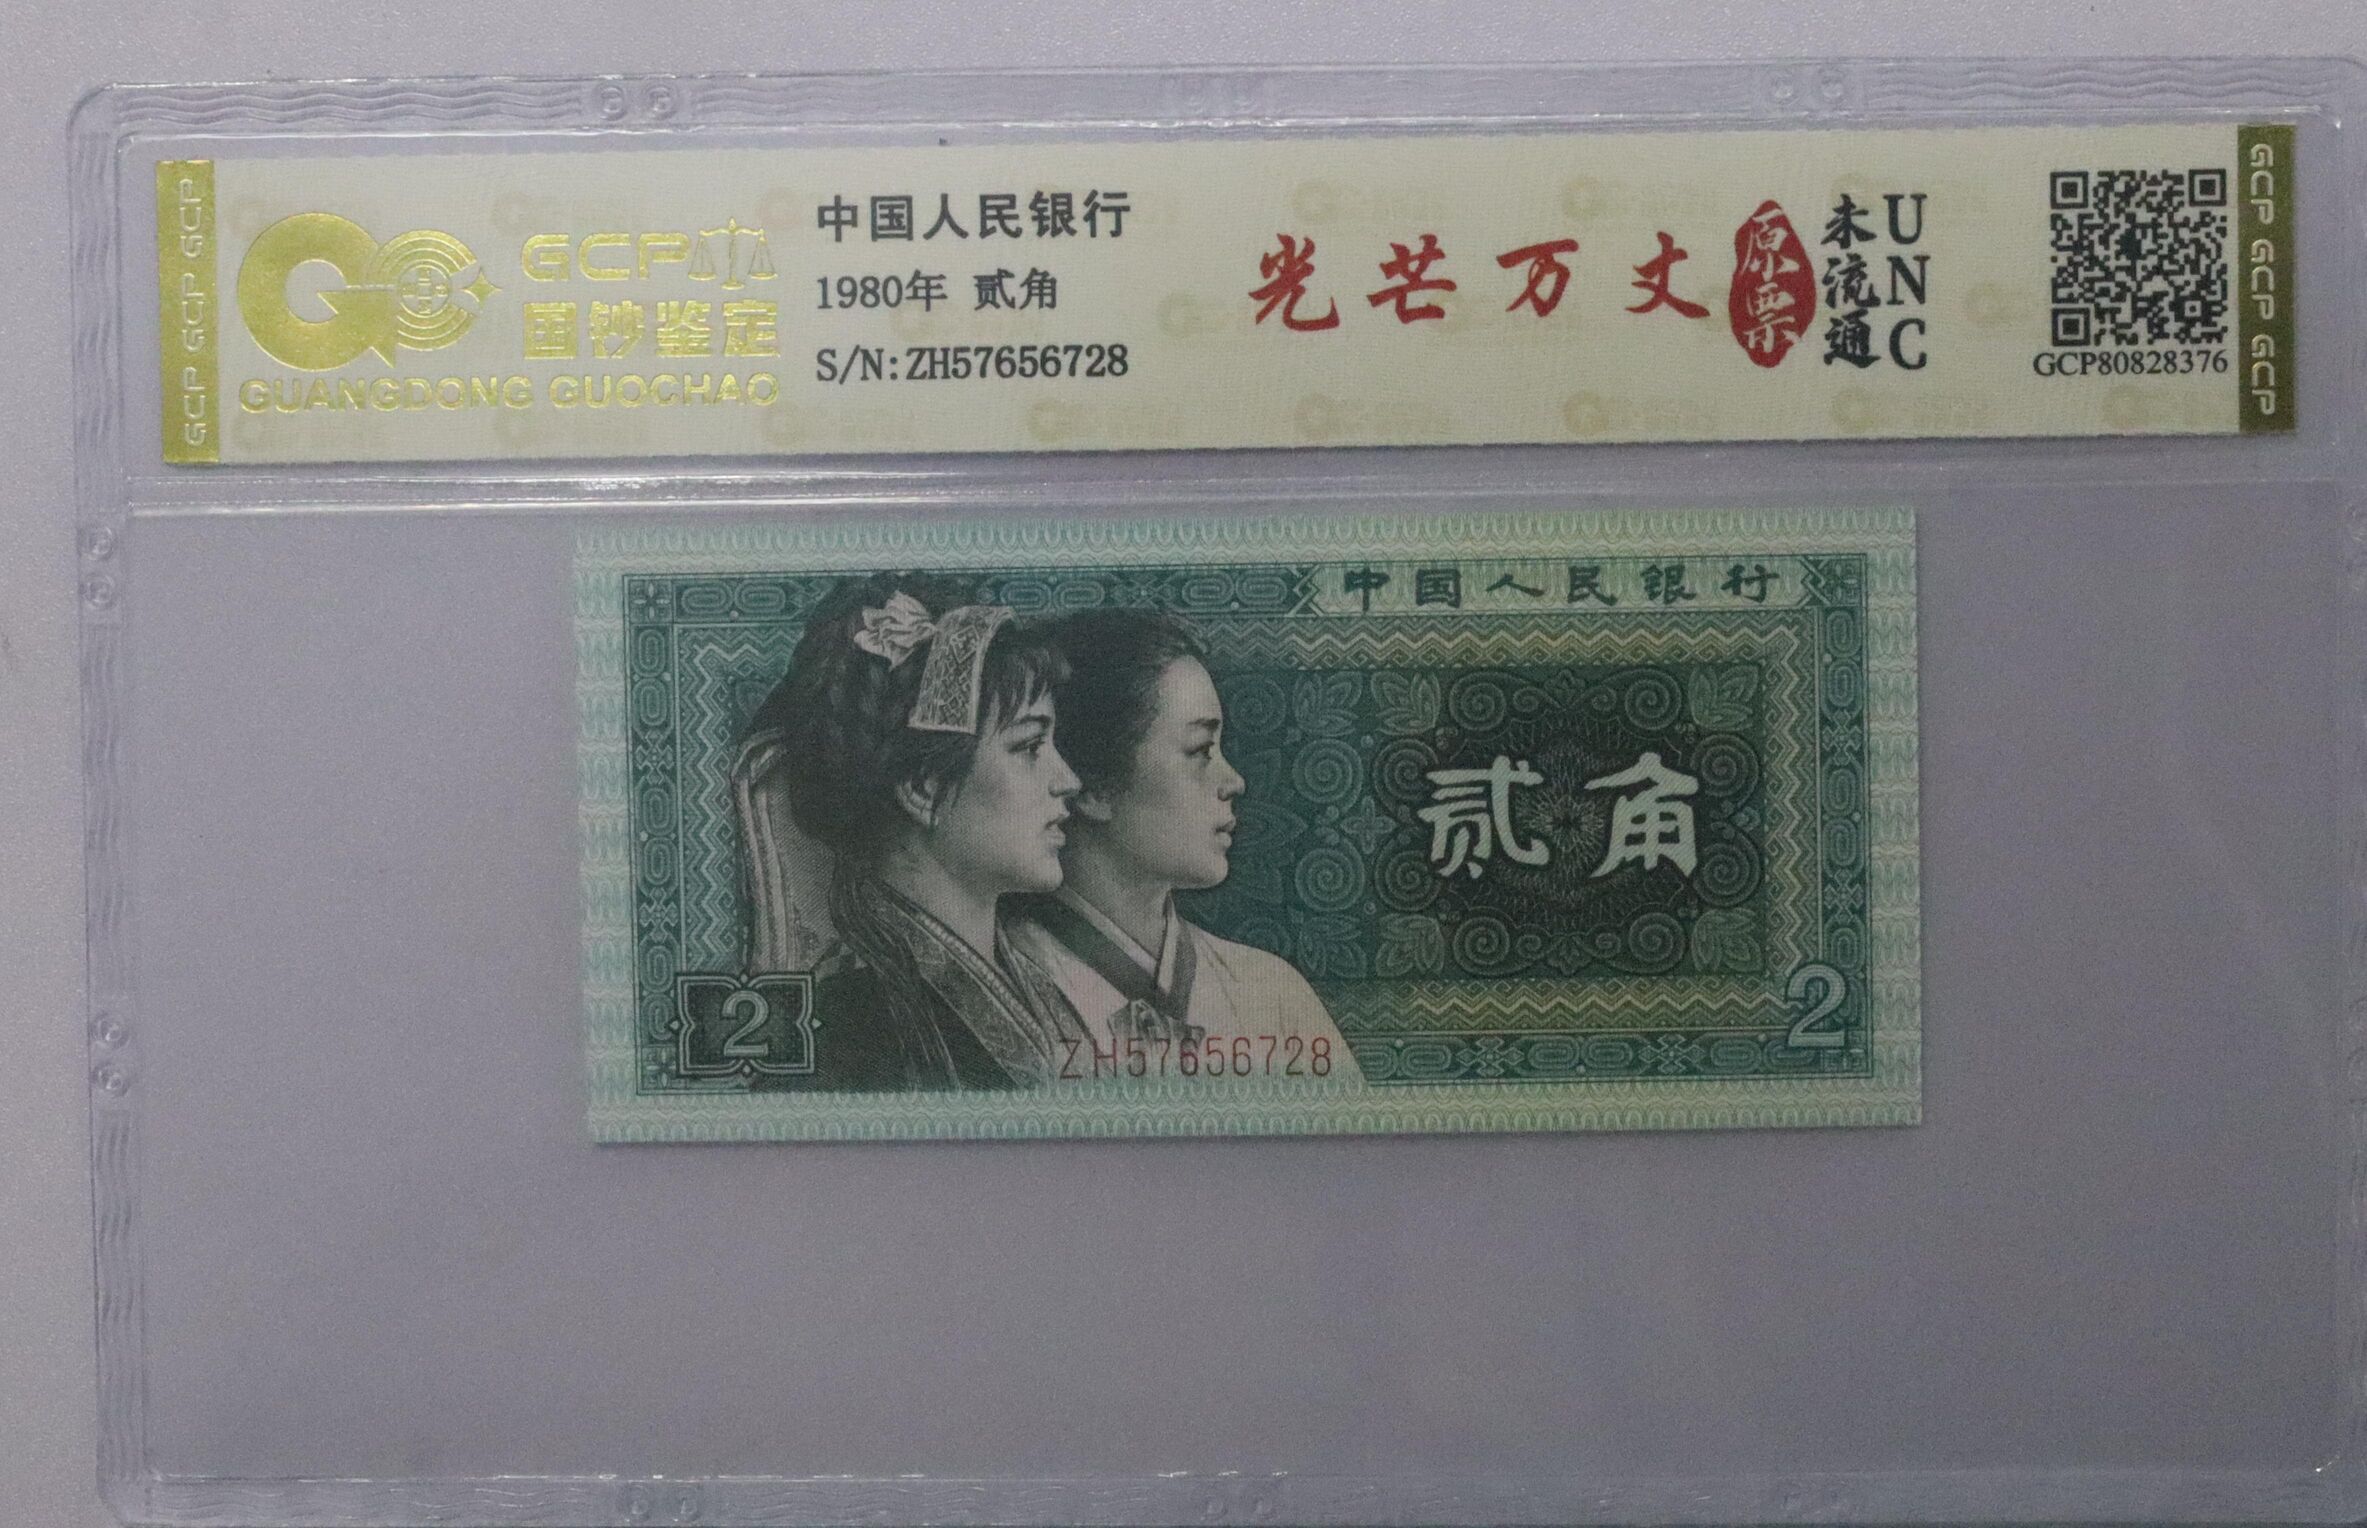 GCP GCP GCP
GCP
国钞鉴定
GUANGDONG GUOCHAO
中国人民银行
1980年 贰角
S/N:ZH57656728
光芒万丈
原票
未流通
UNC
GCP80828376
GCP GCP GCP
中国人民银行
贰角
2
2
ZH57656728